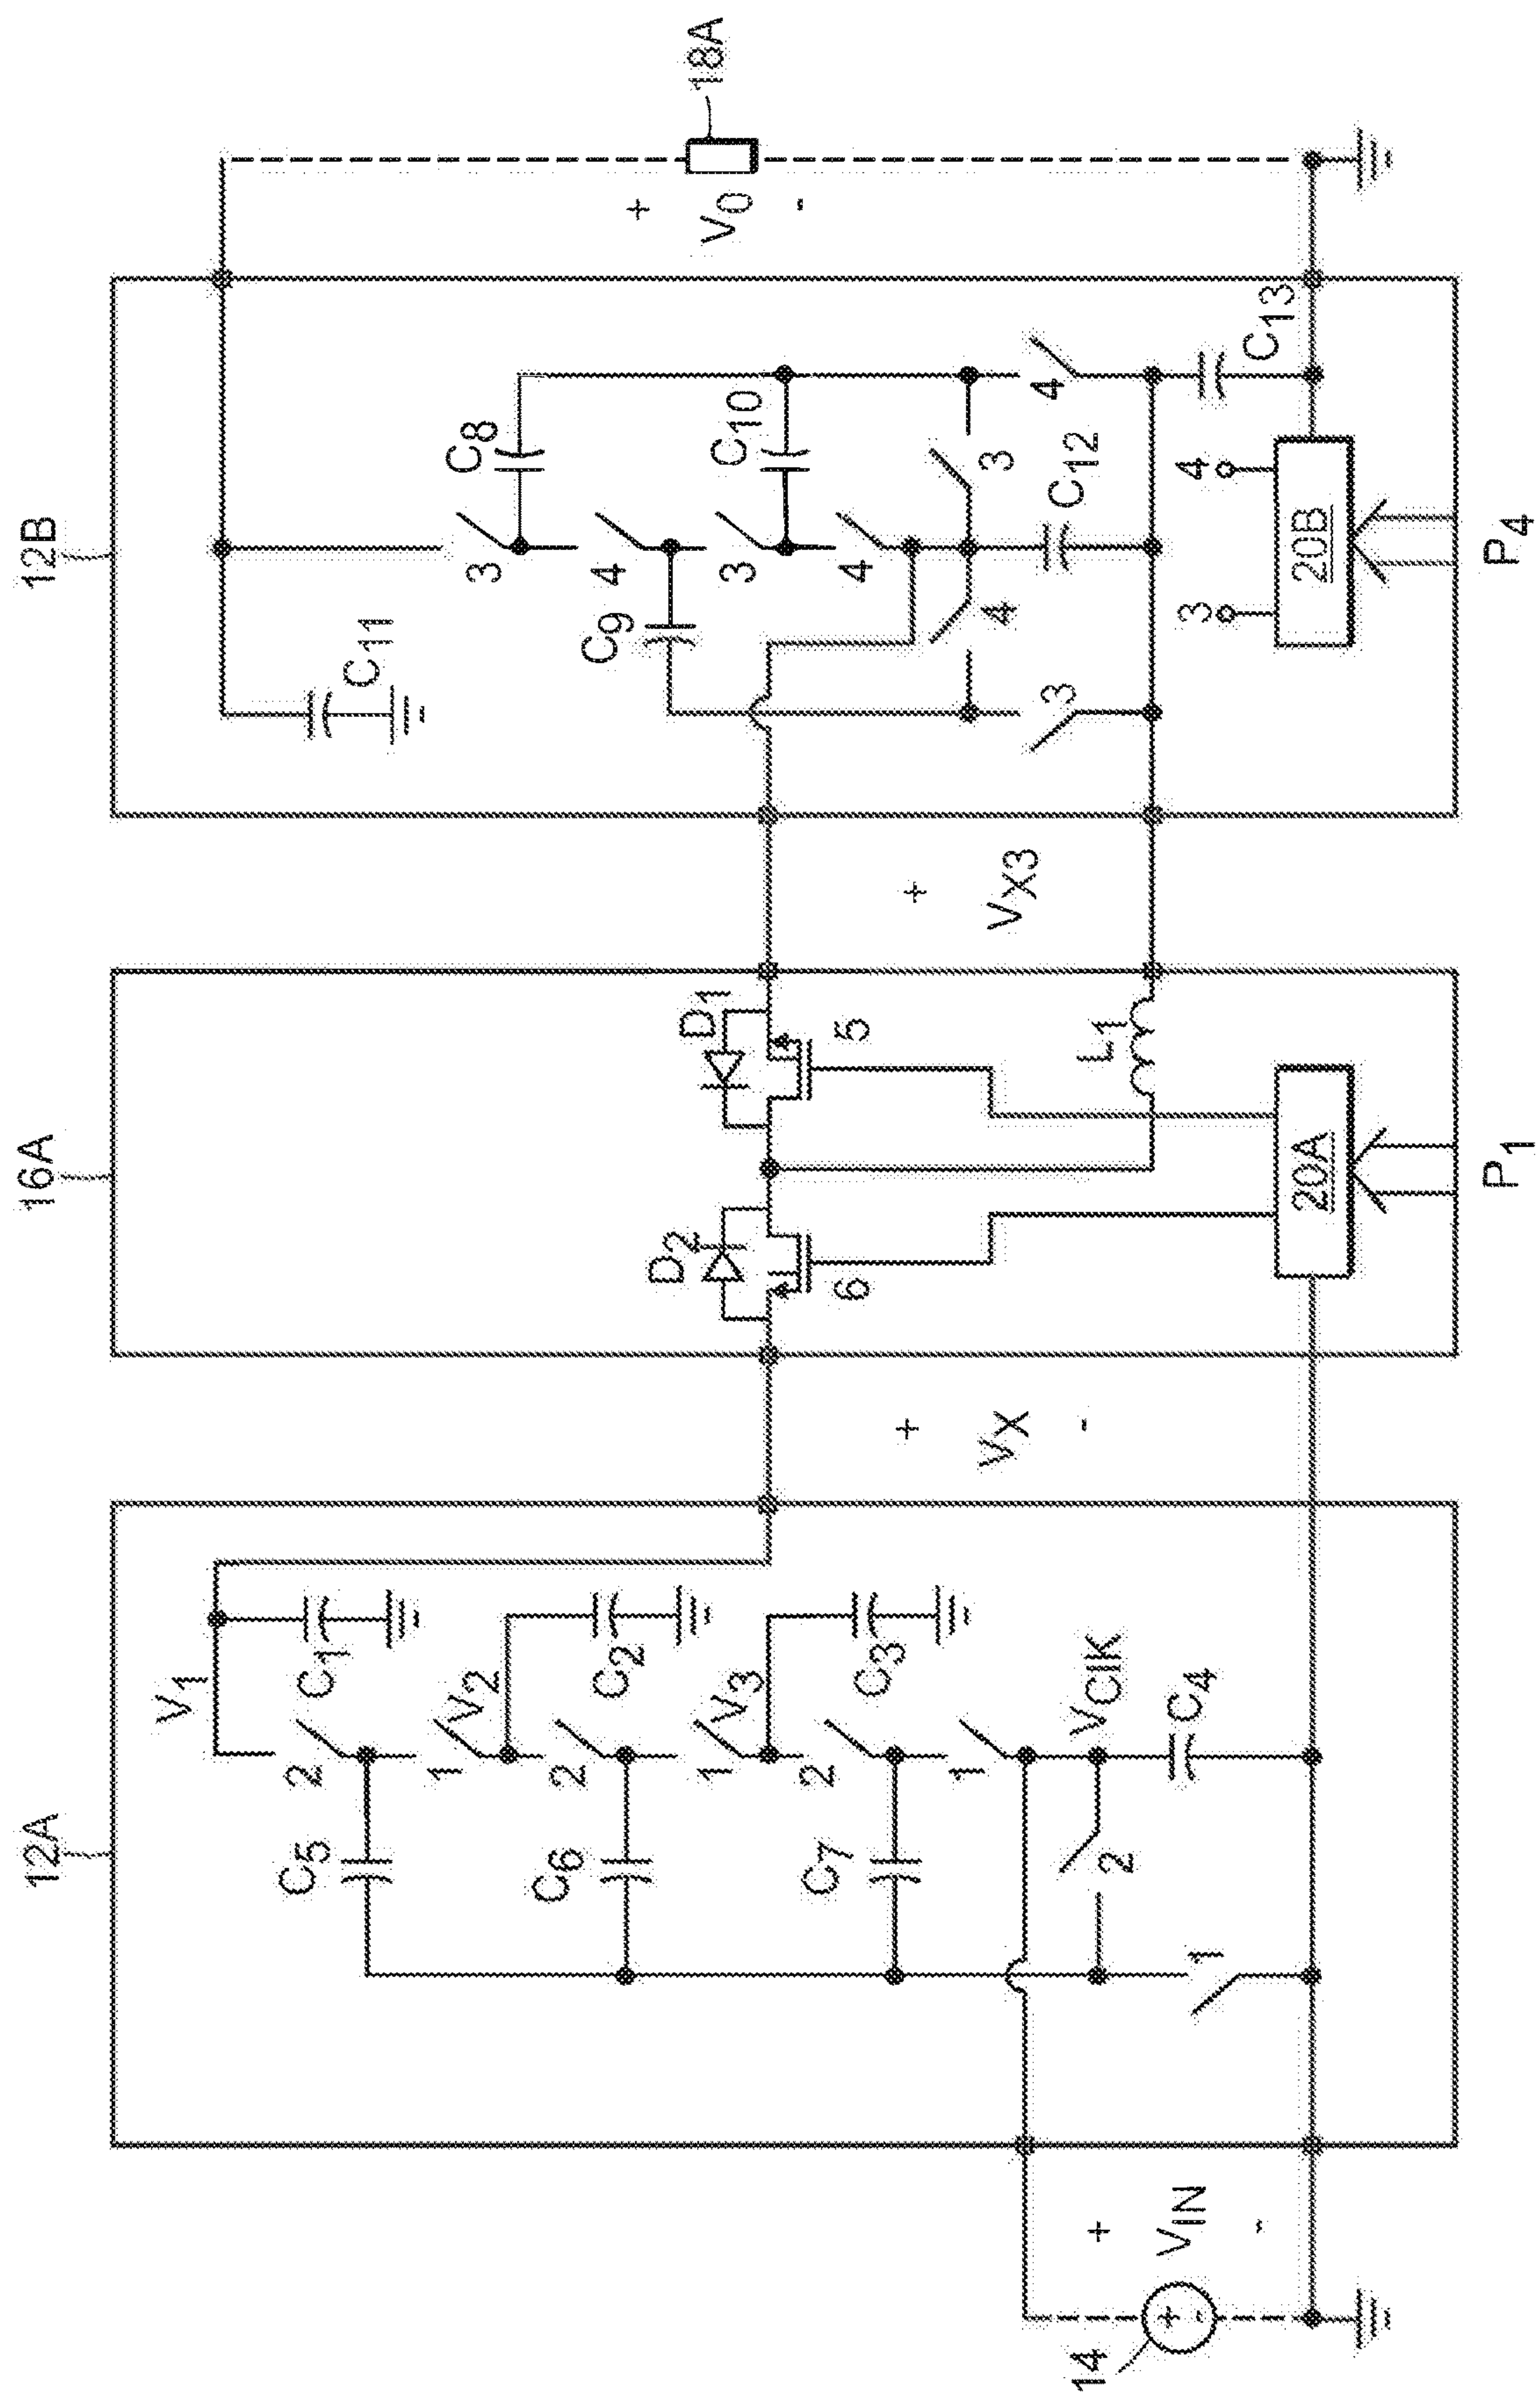 12A
16A
12B
V1
C1
2
C5
1
V2
C2
2
C6
1
V3
C3
2
C7
1
VCIK
2
C4
1
14
+
-
+
VIN
-
+
VX
-
D2
D1
6
5
L1
20A
P1
+
VX3
C11
3
C8
4
C9
3
C10
4
4
3
3
C12
4
C13
3
4
20B
P4
+
VO
-
18A